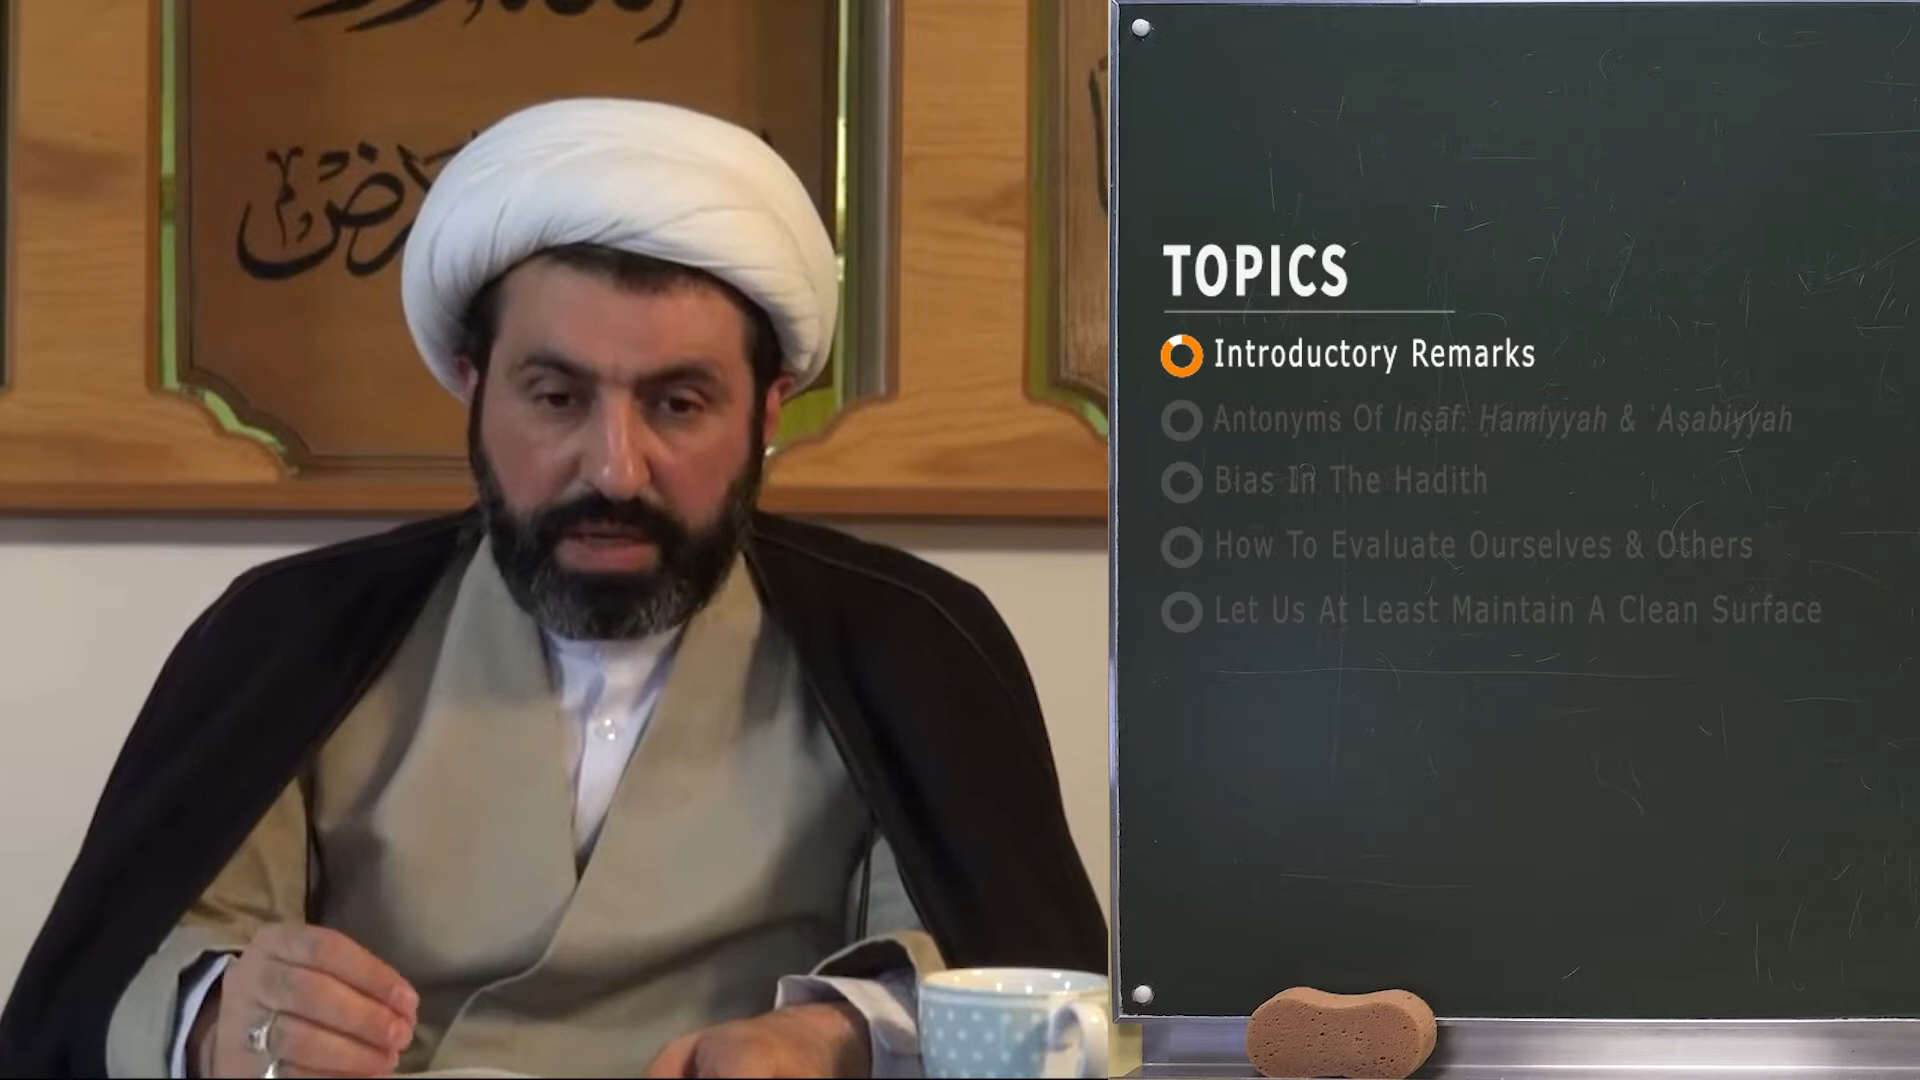 TOPICS
Introductory Remarks
Antonyms Of Inṣāf: Ḥamiyyah & ʿAṣabiyyah
Bias In The Hadith
How To Evaluate Ourselves & Others
Let Us At Least Maintain A Clean Surface